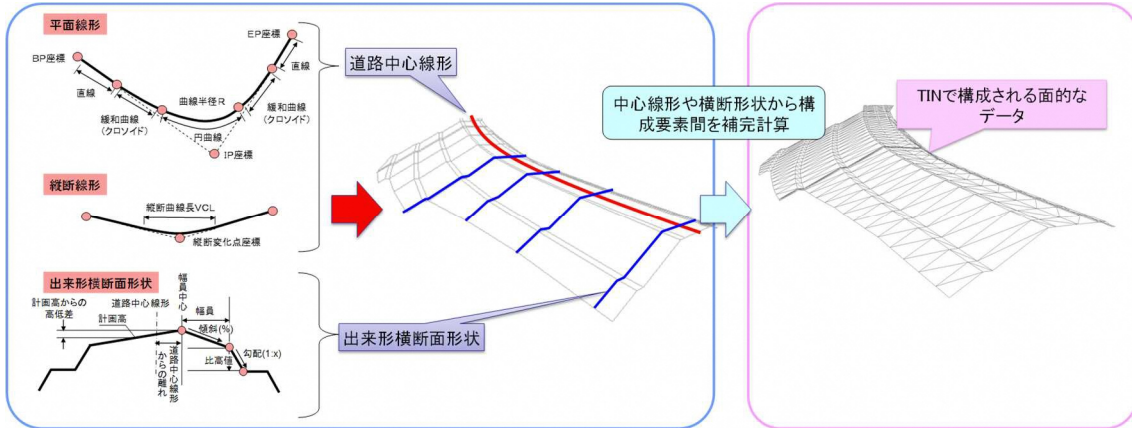 平面線形
BP座標
EP座標
直線
直線
曲線半径R
緩和曲線
(クロソイド)
緩和曲線
(クロソイド)
円曲線
IP座標
縦断線形
縦断曲線長VCL
縦断変化点座標
出来形横断面形状
計画高からの
高低差
道路中心線形
計画高
幅員中心
幅員
傾斜(%)
勾配(1:x)
比高値
道路中心線形
からの離れ
道路中心線形
出来形横断面形状
中心線形や横断形状から構
成要素間を補完計算
TINで構成される面的な
データ